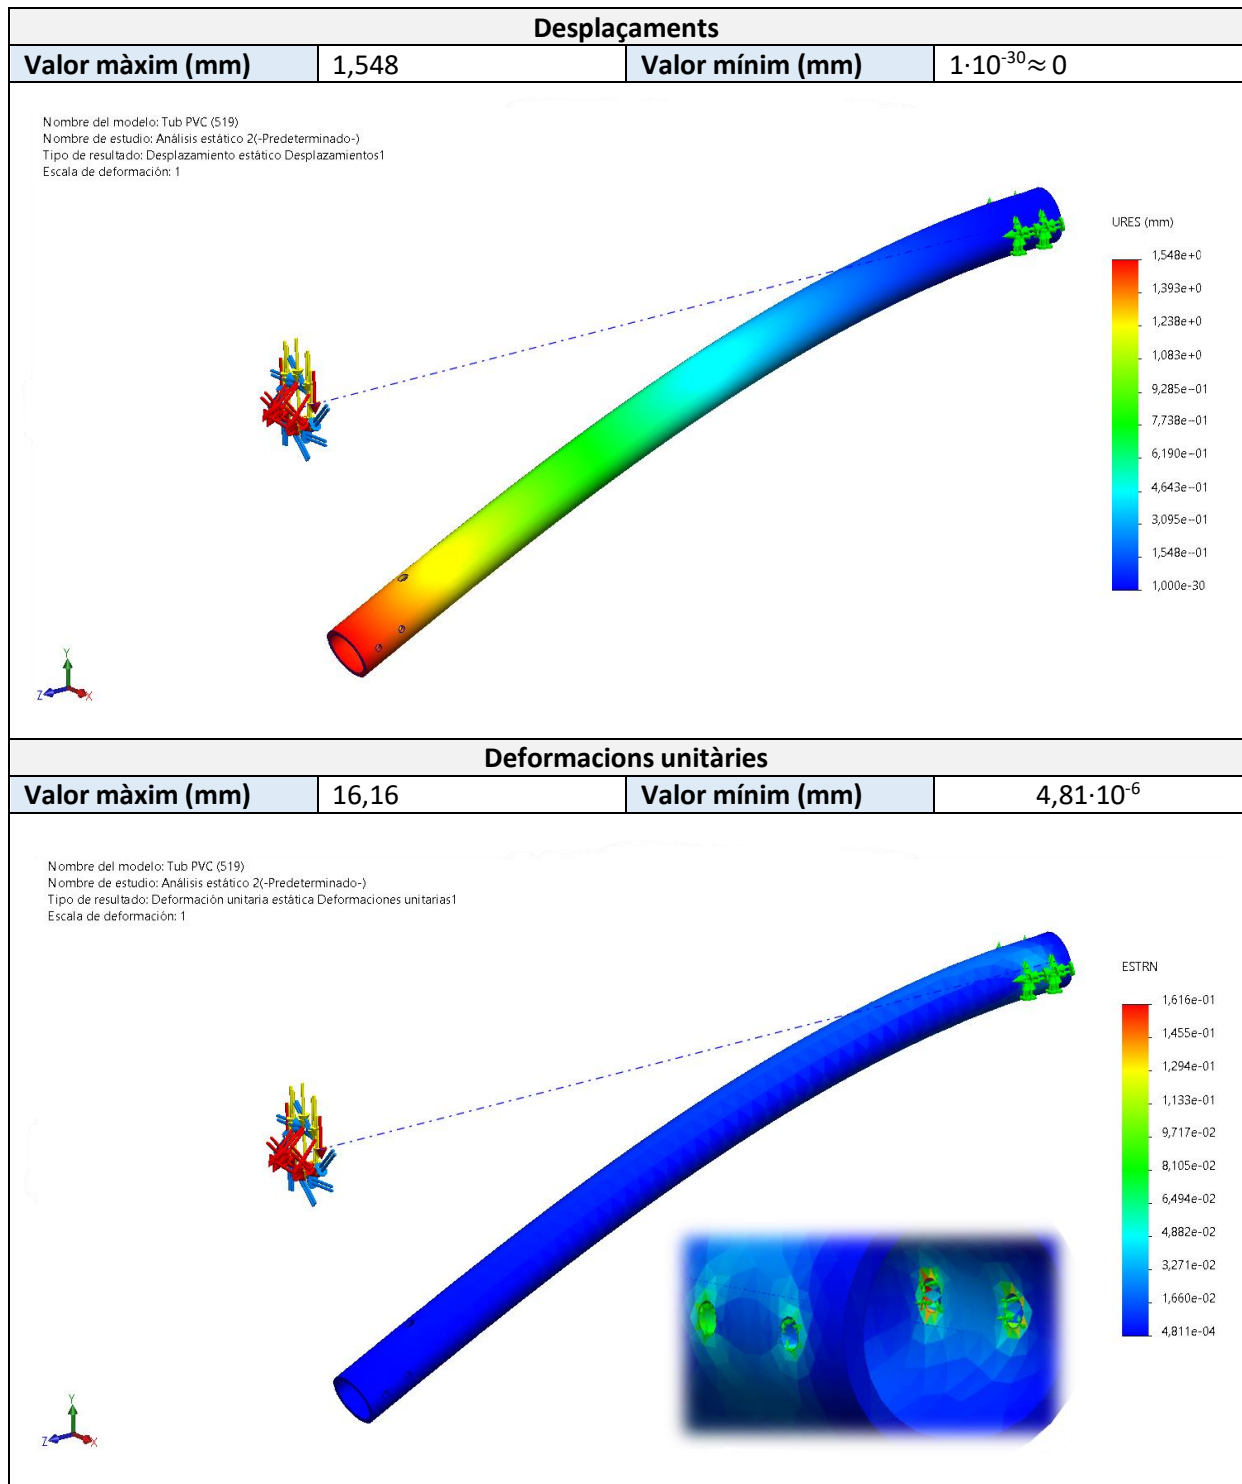 Desplaçaments
Valor màxim (mm) 1,548 Valor mínim (mm) 1·10⁻³⁰≈ 0
Nombre del modelo: Tub PVC (519)
Nombre de estudio: Análisis estático 2(-Predeterminado-)
Tipo de resultado: Desplazamiento estático Desplazamientos1
Escala de deformación: 1
URES (mm)
1,548e+0
1,393e+0
1,238e+0
1,083e+0
9,285e-01
7,738e-01
6,190e-01
4,643e-01
3,095e-01
1,548e-01
1,000e-30
Y
Z
X
Deformacions unitàries
Valor màxim (mm) 16,16 Valor mínim (mm) 4,81·10⁻⁶
Nombre del modelo: Tub PVC (519)
Nombre de estudio: Análisis estático 2(-Predeterminado-)
Tipo de resultado: Deformación unitaria estática Deformaciones unitarias1
Escala de deformación: 1
ESTRN
1,616e-01
1,455e-01
1,294e-01
1,133e-01
9,717e-02
8,105e-02
6,494e-02
4,882e-02
3,271e-02
1,660e-02
4,811e-04
Y
Z
X